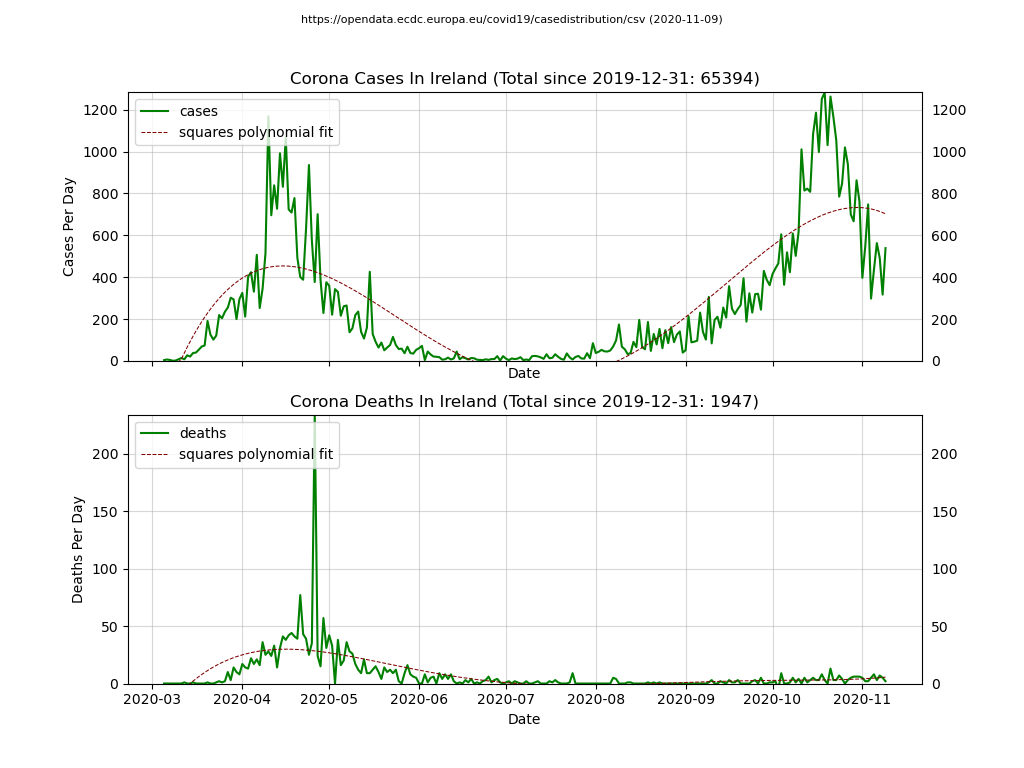 https://opendata.ecdc.europa.eu/covid19/casedistribution/csv (2020-11-09)
Corona Cases In Ireland (Total since 2019-12-31: 65394)
cases
squares polynomial fit
Cases Per Day
1200
1000
800
600
400
200
0
1200
1000
800
600
400
200
0
Date
Corona Deaths In Ireland (Total since 2019-12-31: 1947)
deaths
squares polynomial fit
Deaths Per Day
200
150
100
50
0
200
150
100
50
0
2020-03 2020-04 2020-05 2020-06 2020-07 2020-08 2020-09 2020-10 2020-11
Date